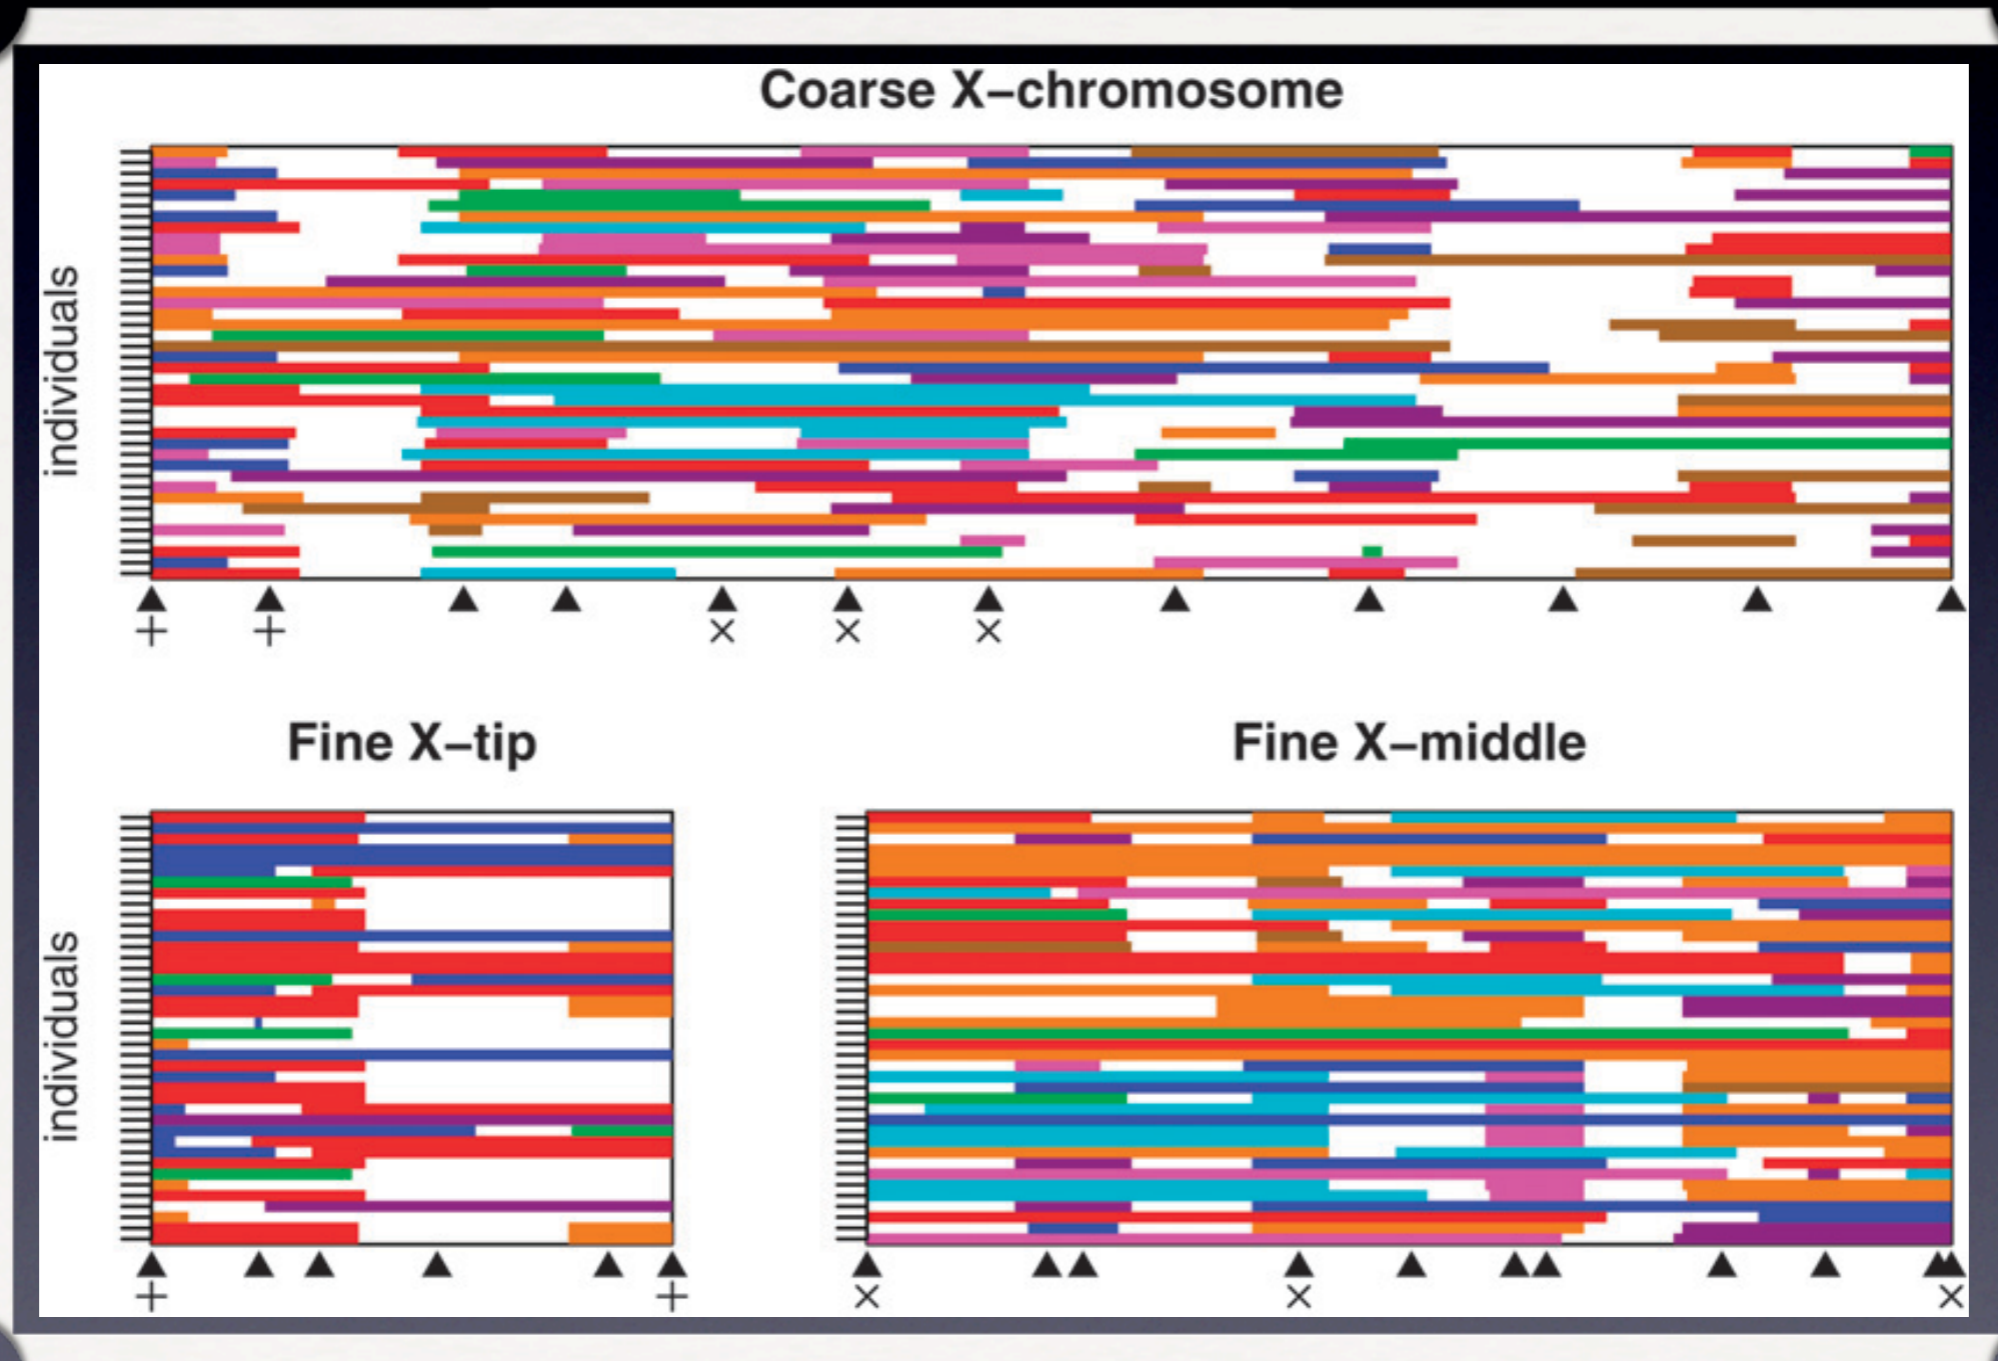 Coarse X–chromosome
individuals
Fine X–tip
Fine X–middle
individuals